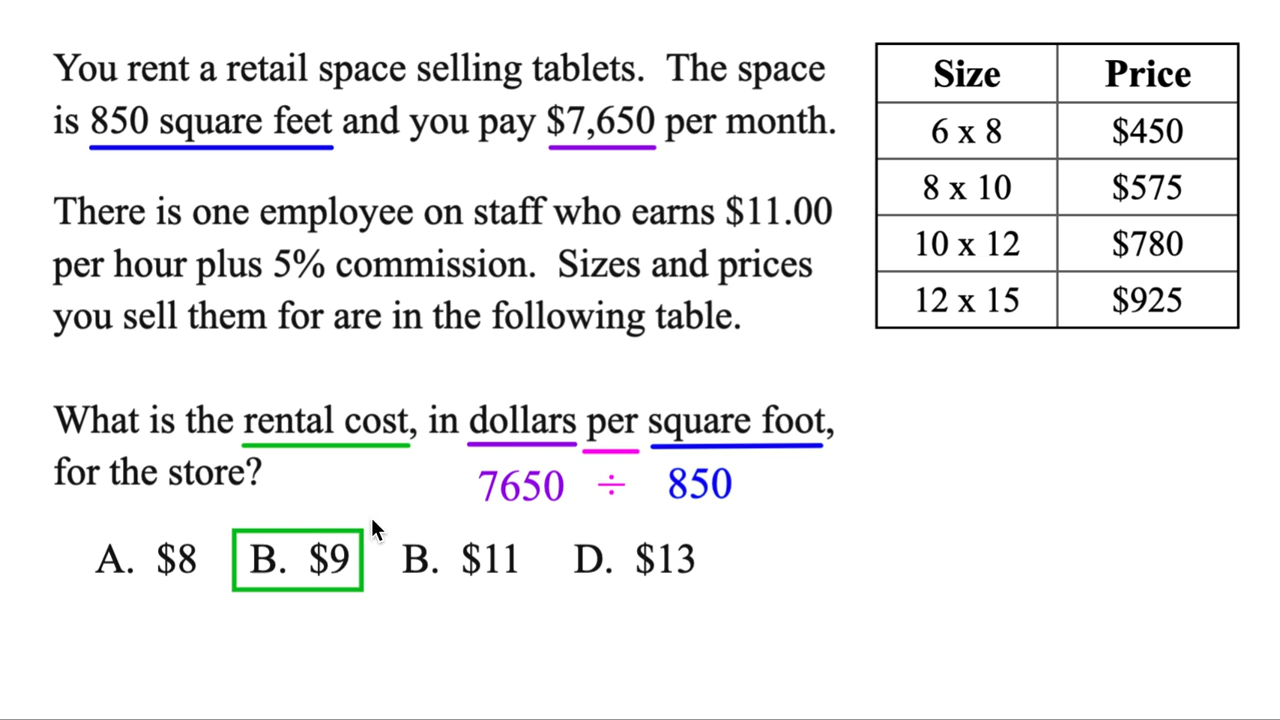 You rent a retail space selling tablets. The space
is 850 square feet and you pay $7,650 per month.
There is one employee on staff who earns $11.00
per hour plus 5% commission. Sizes and prices
you sell them for are in the following table.
Size Price
6 x 8 $450
8 x 10 $575
10 x 12 $780
12 x 15 $925
What is the rental cost, in dollars per square foot,
for the store?
7650 ÷ 850
A. $8 B. $9 B. $11 D. $13